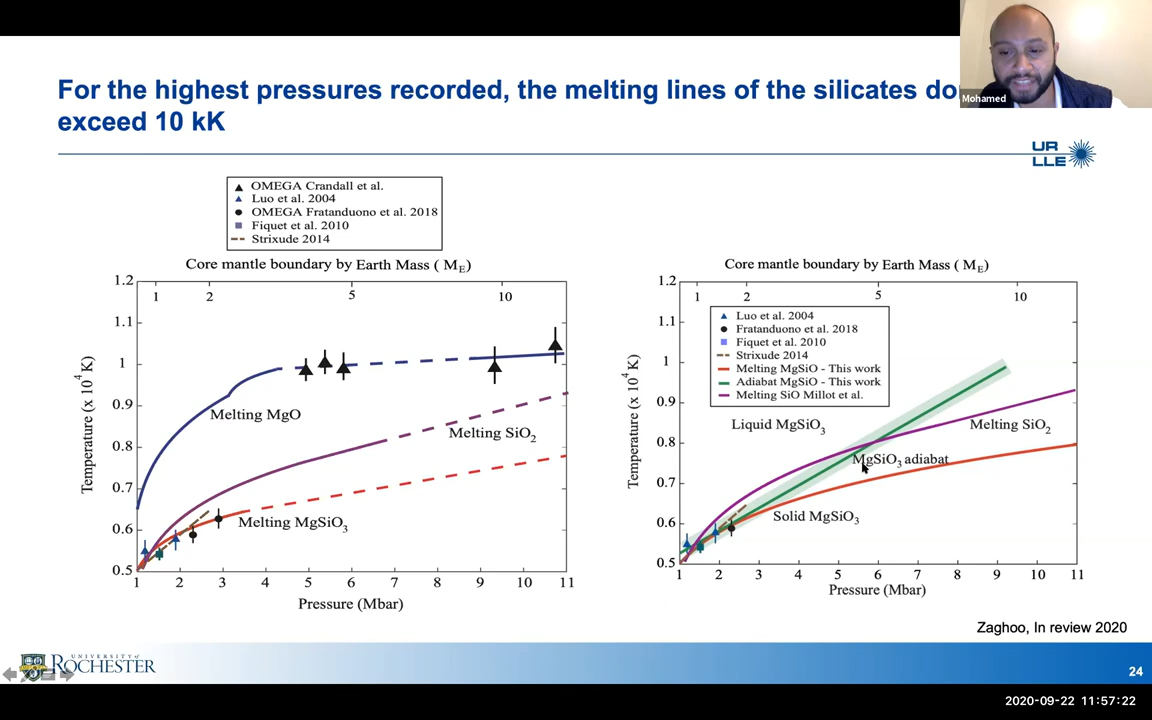 For the highest pressures recorded, the melting lines of the silicates do
exceed 10 kK
Mohamed
UR
LLE
OMEGA Crandall et al.
Luo et al. 2004
OMEGA Fratanduono et al. 2018
Fiquet et al. 2010
Strixude 2014
Core mantle boundary by Earth Mass ( ME)
1 2 5 10
1.2
1.1
1
0.9
0.8
0.7
0.6
0.5
Temperature (x 10^4 K)
Melting MgO
Melting SiO2
Melting MgSiO3
1 2 3 4 5 6 7 8 9 10 11
Pressure (Mbar)
Core mantle boundary by Earth Mass ( ME)
1 2 5 10
1.2
1.1
1
0.9
0.8
0.7
0.6
0.5
Temperature (x 10^4 K)
Luo et al. 2004
Fratanduono et al. 2018
Fiquet et al. 2010
Strixude 2014
Melting MgSiO - This work
Adiabat MgSiO - This work
Melting SiO Millot et al.
Liquid MgSiO3
Melting SiO2
MgSiO3 adiabat
Solid MgSiO3
1 2 3 4 5 6 7 8 9 10 11
Pressure (Mbar)
Zaghoo, In review 2020
UNIVERSITY of
ROCHESTER
24
2020-09-22 11:57:22